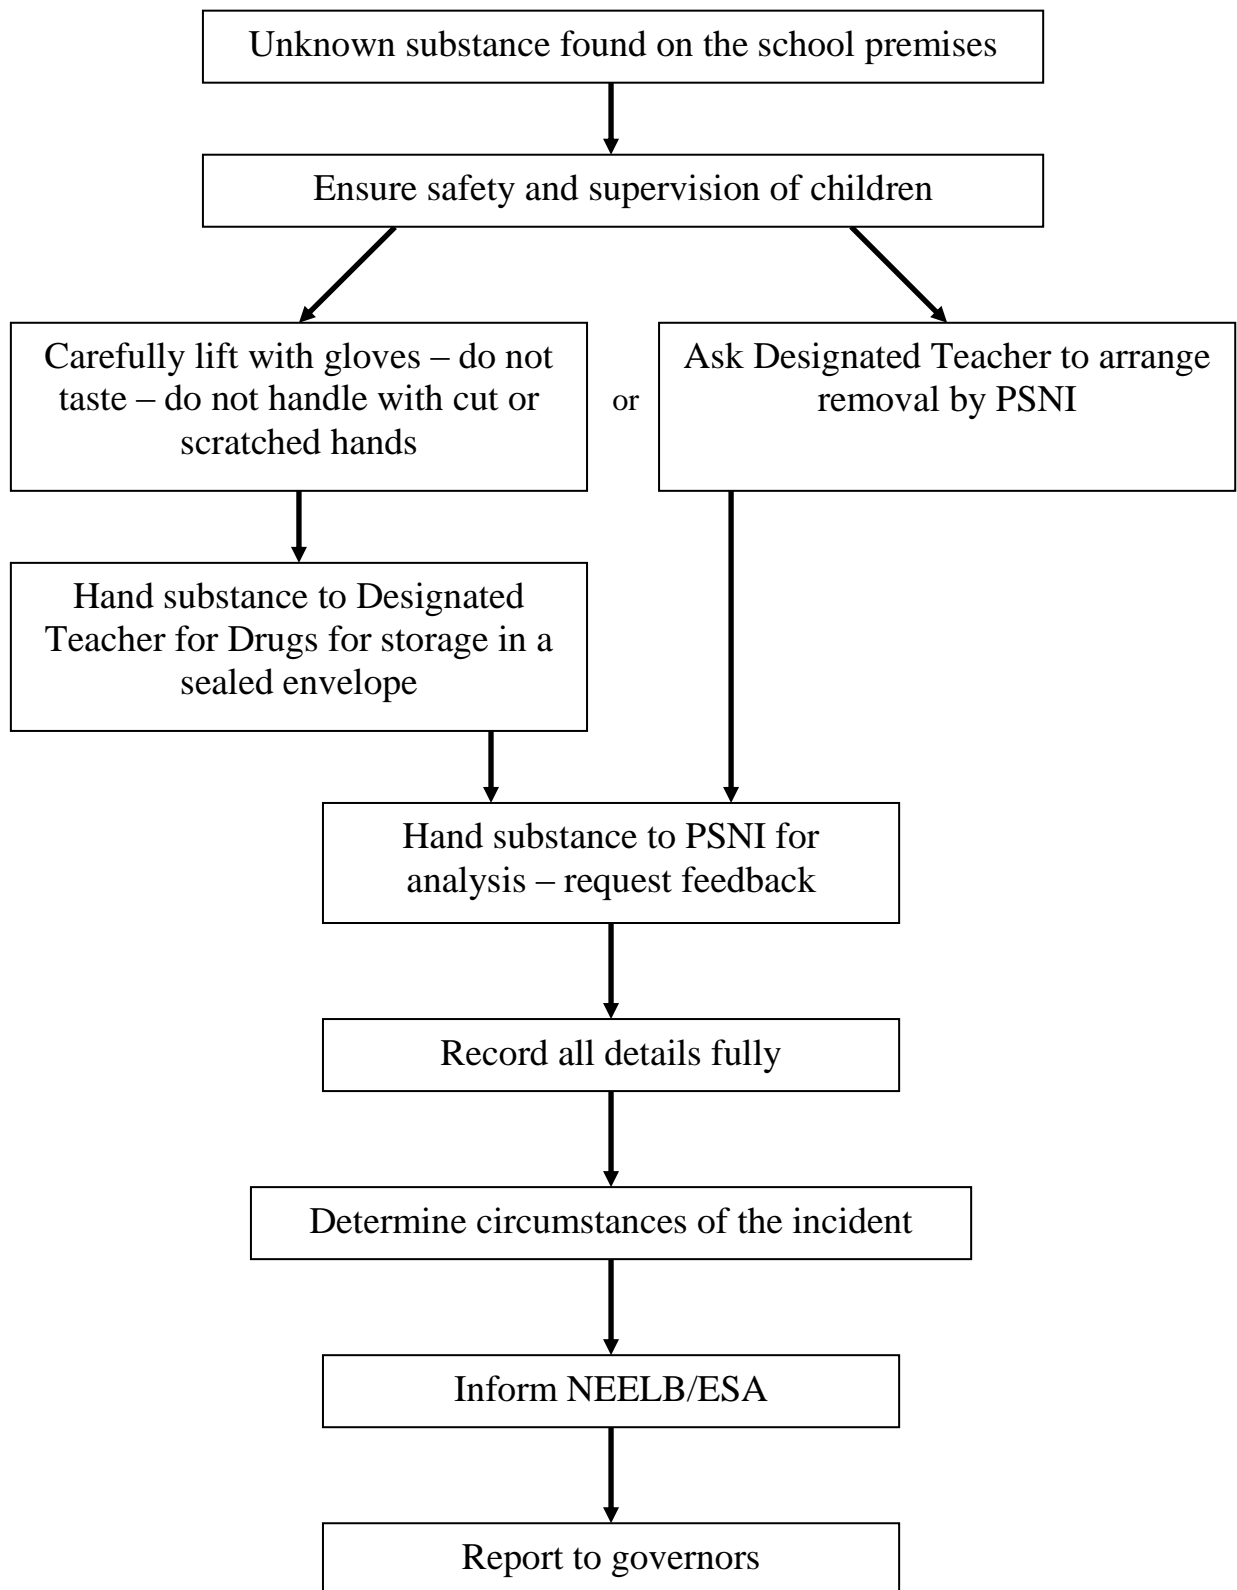 Unknown substance found on the school premises
Ensure safety and supervision of children
Carefully lift with gloves – do not
taste – do not handle with cut or
scratched hands
or
Ask Designated Teacher to arrange
removal by PSNI
Hand substance to Designated
Teacher for Drugs for storage in a
sealed envelope
Hand substance to PSNI for
analysis – request feedback
Record all details fully
Determine circumstances of the incident
Inform NEELB/ESA
Report to governors